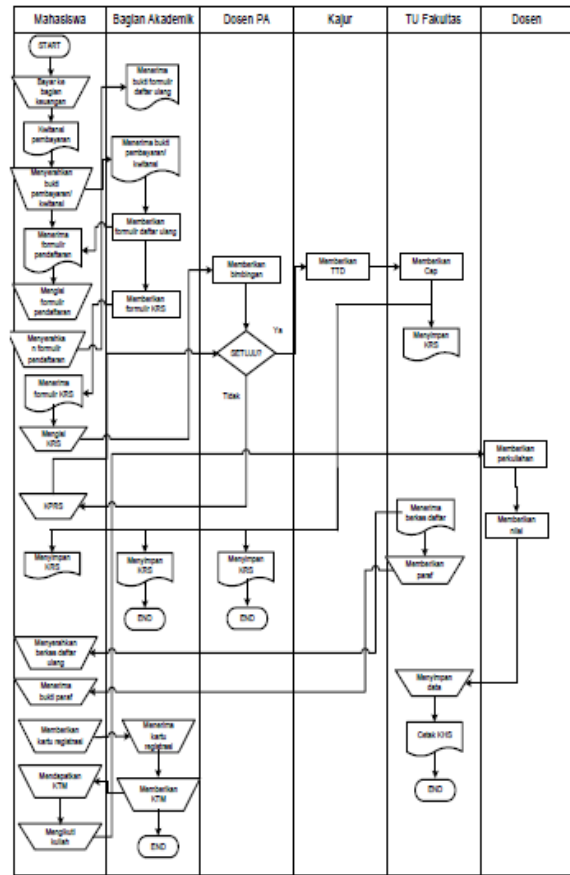 Mahasiswa
Bagian Akademik
Dosen PA
Kajur
TU Fakultas
Dosen
START
Bayar ke
bagian
keuangan
Menerima
bukti formulir
daftar ulang
Kwitansi
pembayaran
Menyerahkan
bukti
pembayaran/
kwitansi
Menerima bukti
pembayaran/
kwitansi
Menerima
formulir
pendaftaran
Memberikan
formulir daftar ulang
Memberikan
bimbingan
Memberikan
TTD
Memberikan
Cap
Mengisi
formulir
pendaftaran
Memberikan
formulir KRS
Menyerahka
n formulir
pendaftaran
SETUJU?
Ya
Tidak
Menyimpan
KRS
Menerima
formulir KRS
Mengisi
KRS
Memberikan
perkuliahan
KPRS
Menerima
berkas daftar
Memberikan
nilai
Menyimpan
KRS
Menyimpan
KRS
Menyimpan
KRS
Memberikan
paraf
END
END
Menyerahkan
berkas daftar
ulang
Menerima
bukti paraf
Menyimpan
data
Memberikan
kartu registrasi
Menerima
kartu
registrasi
Cetak KHS
Mendapatkan
KTM
Memberikan
KTM
END
Mengikuti
kuliah
END